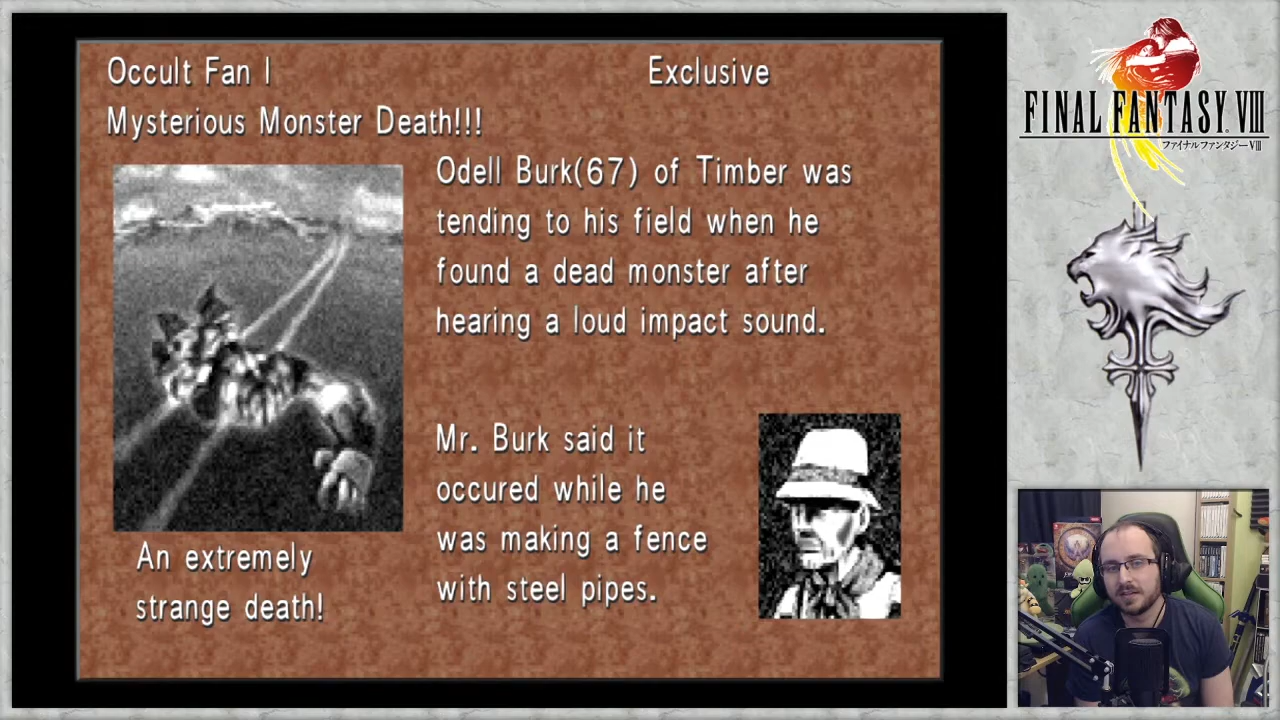 Occult Fan I
Exclusive
Mysterious Monster Death!!!
Odell Burk(67) of Timber was
tending to his field when he
found a dead monster after
hearing a loud impact sound.
An extremely
strange death!
Mr. Burk said it
occured while he
was making a fence
with steel pipes.
FINAL FANTASY VIII
ファイナルファンタジーVIII